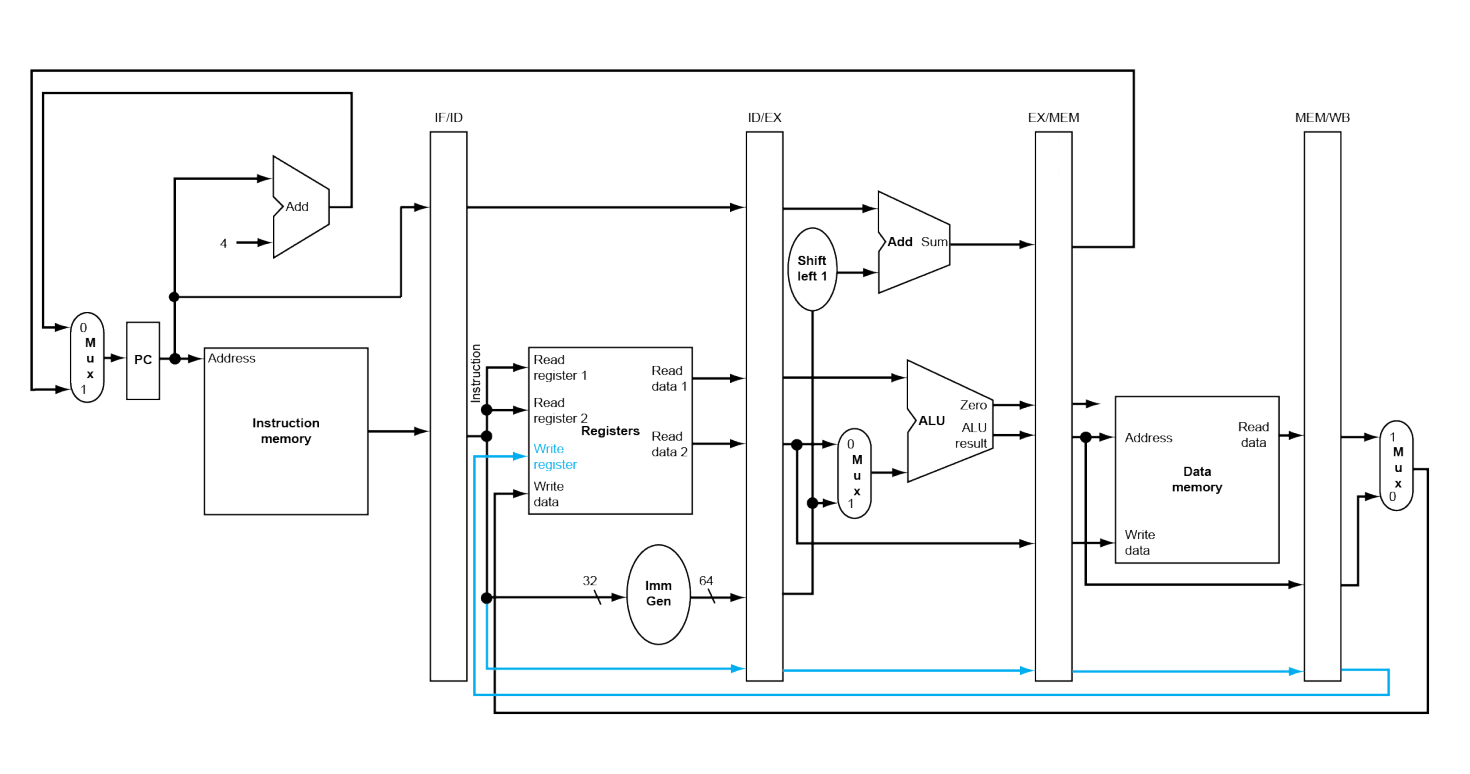 IF/ID
ID/EX
EX/MEM
MEM/WB
Add
4
Add Sum
Shift
left 1
0
M
u
x
1
PC
Address
Instruction
memory
Instruction
Read
register 1
Read
register 2
Write
register
Write
data
Registers
Read
data 1
Read
data 2
0
M
u
x
1
Zero
ALU
ALU
result
Address
Read
data
Data
memory
Write
data
1
M
u
x
0
32
Imm
Gen
64